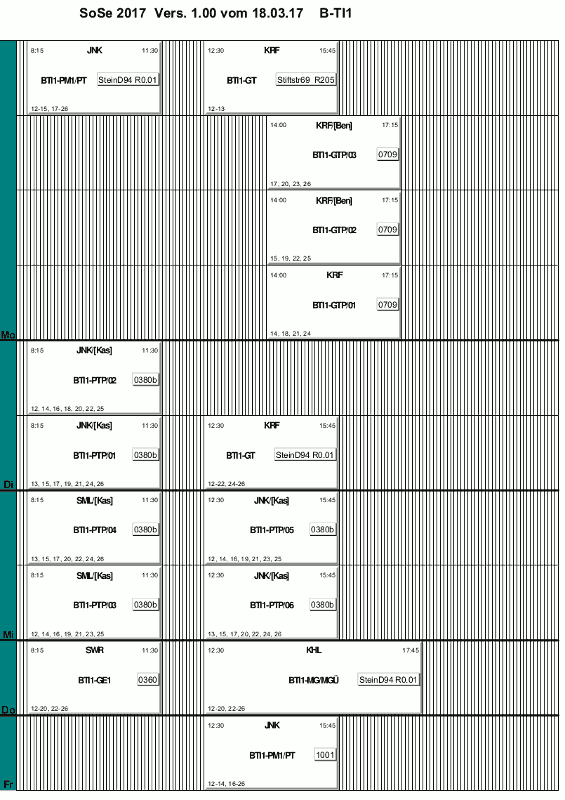 SoSe 2017 Vers. 1.00 vom 18.03.17 B-TI1
8:15 JNK 11:30
BTI1-PM1/PT SteinD94 R0.01
12-15, 17-26
12:30 KRF 15:45
BTI1-GT Stiftstr69 R205
12-13
14:00 KRF/[Ben] 17:15
BTI1-GTP/03 0709
17, 20, 23, 26
14:00 KRF/[Ben] 17:15
BTI1-GTP/02 0709
15, 19, 22, 25
14:00 KRF 17:15
BTI1-GTP/01 0709
14, 18, 21, 24
Mo
8:15 JNK/[Kas] 11:30
BTI1-PTP/02 0380b
12, 14, 16, 18, 20, 22, 25
8:15 JNK/[Kas] 11:30
BTI1-PTP/01 0380b
13, 15, 17, 19, 21, 24, 26
12:30 KRF 15:45
BTI1-GT SteinD94 R0.01
12-22, 24-26
Di
8:15 SML/[Kas] 11:30
BTI1-PTP/04 0380b
13, 15, 17, 20, 22, 24, 26
12:30 JNK/[Kas] 15:45
BTI1-PTP/05 0380b
12, 14, 16, 19, 21, 23, 25
8:15 SML/[Kas] 11:30
BTI1-PTP/03 0380b
12, 14, 16, 19, 21, 23, 25
12:30 JNK/[Kas] 15:45
BTI1-PTP/06 0380b
13, 15, 17, 20, 22, 24, 26
Mi
8:15 SWR 11:30
BTI1-GE1 0360
12-20, 22-26
12:30 KHL 17:45
BTI1-MG/MGÜ SteinD94 R0.01
12-20, 22-26
Do
12:30 JNK 15:45
BTI1-PM1/PT 1001
12-14, 16-26
Fr